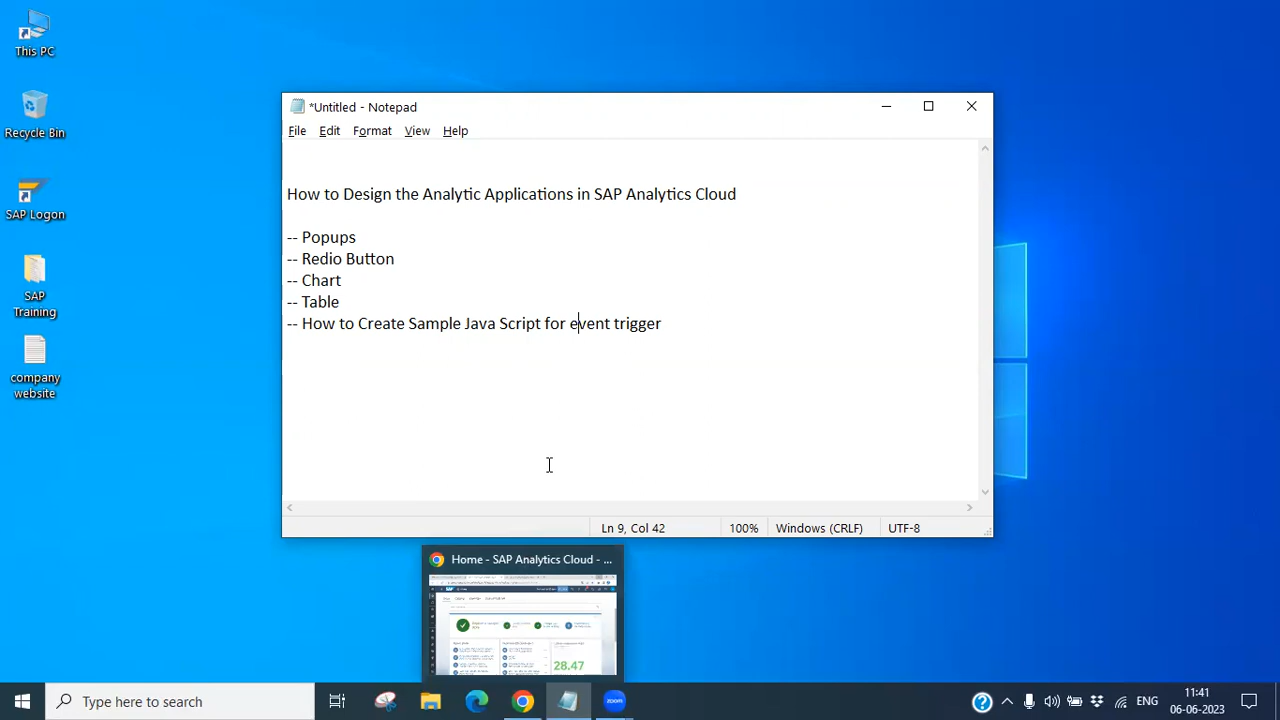 This PC
Recycle Bin
SAP Logon
SAP
Training
company
website
*Untitled - Notepad
File Edit Format View Help
How to Design the Analytic Applications in SAP Analytics Cloud
-- Popups
-- Redio Button
-- Chart
-- Table
-- How to Create Sample Java Script for event trigger
Ln 9, Col 42 100% Windows (CRLF) UTF-8
Home - SAP Analytics Cloud - ...
28.47
Type here to search
zoom
ENG
11:41
06-06-2023